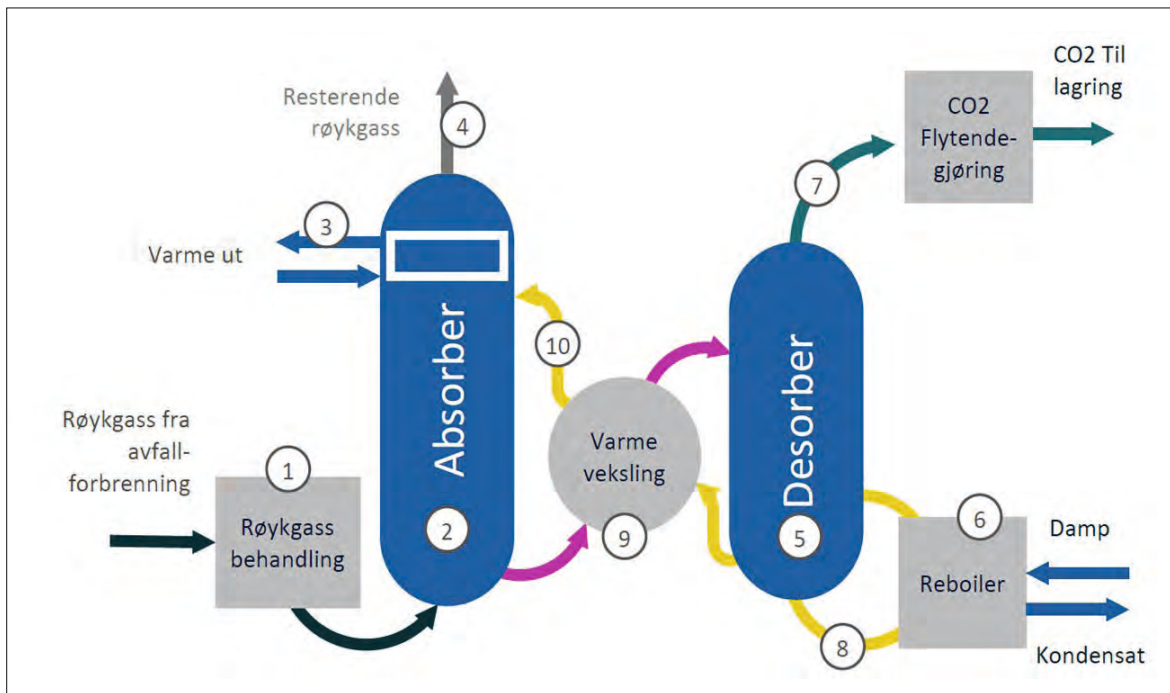 Resterende
røykgass
4
CO2 Til
lagring
CO2
Flytende-
gjøring
7
3
Varme ut
Absorber
10
Desorber
Røykgass fra
avfall-
forbrenning
1
Røykgass
behandling
2
Varme
veksling
9
5
6
Damp
Reboiler
8
Kondensat